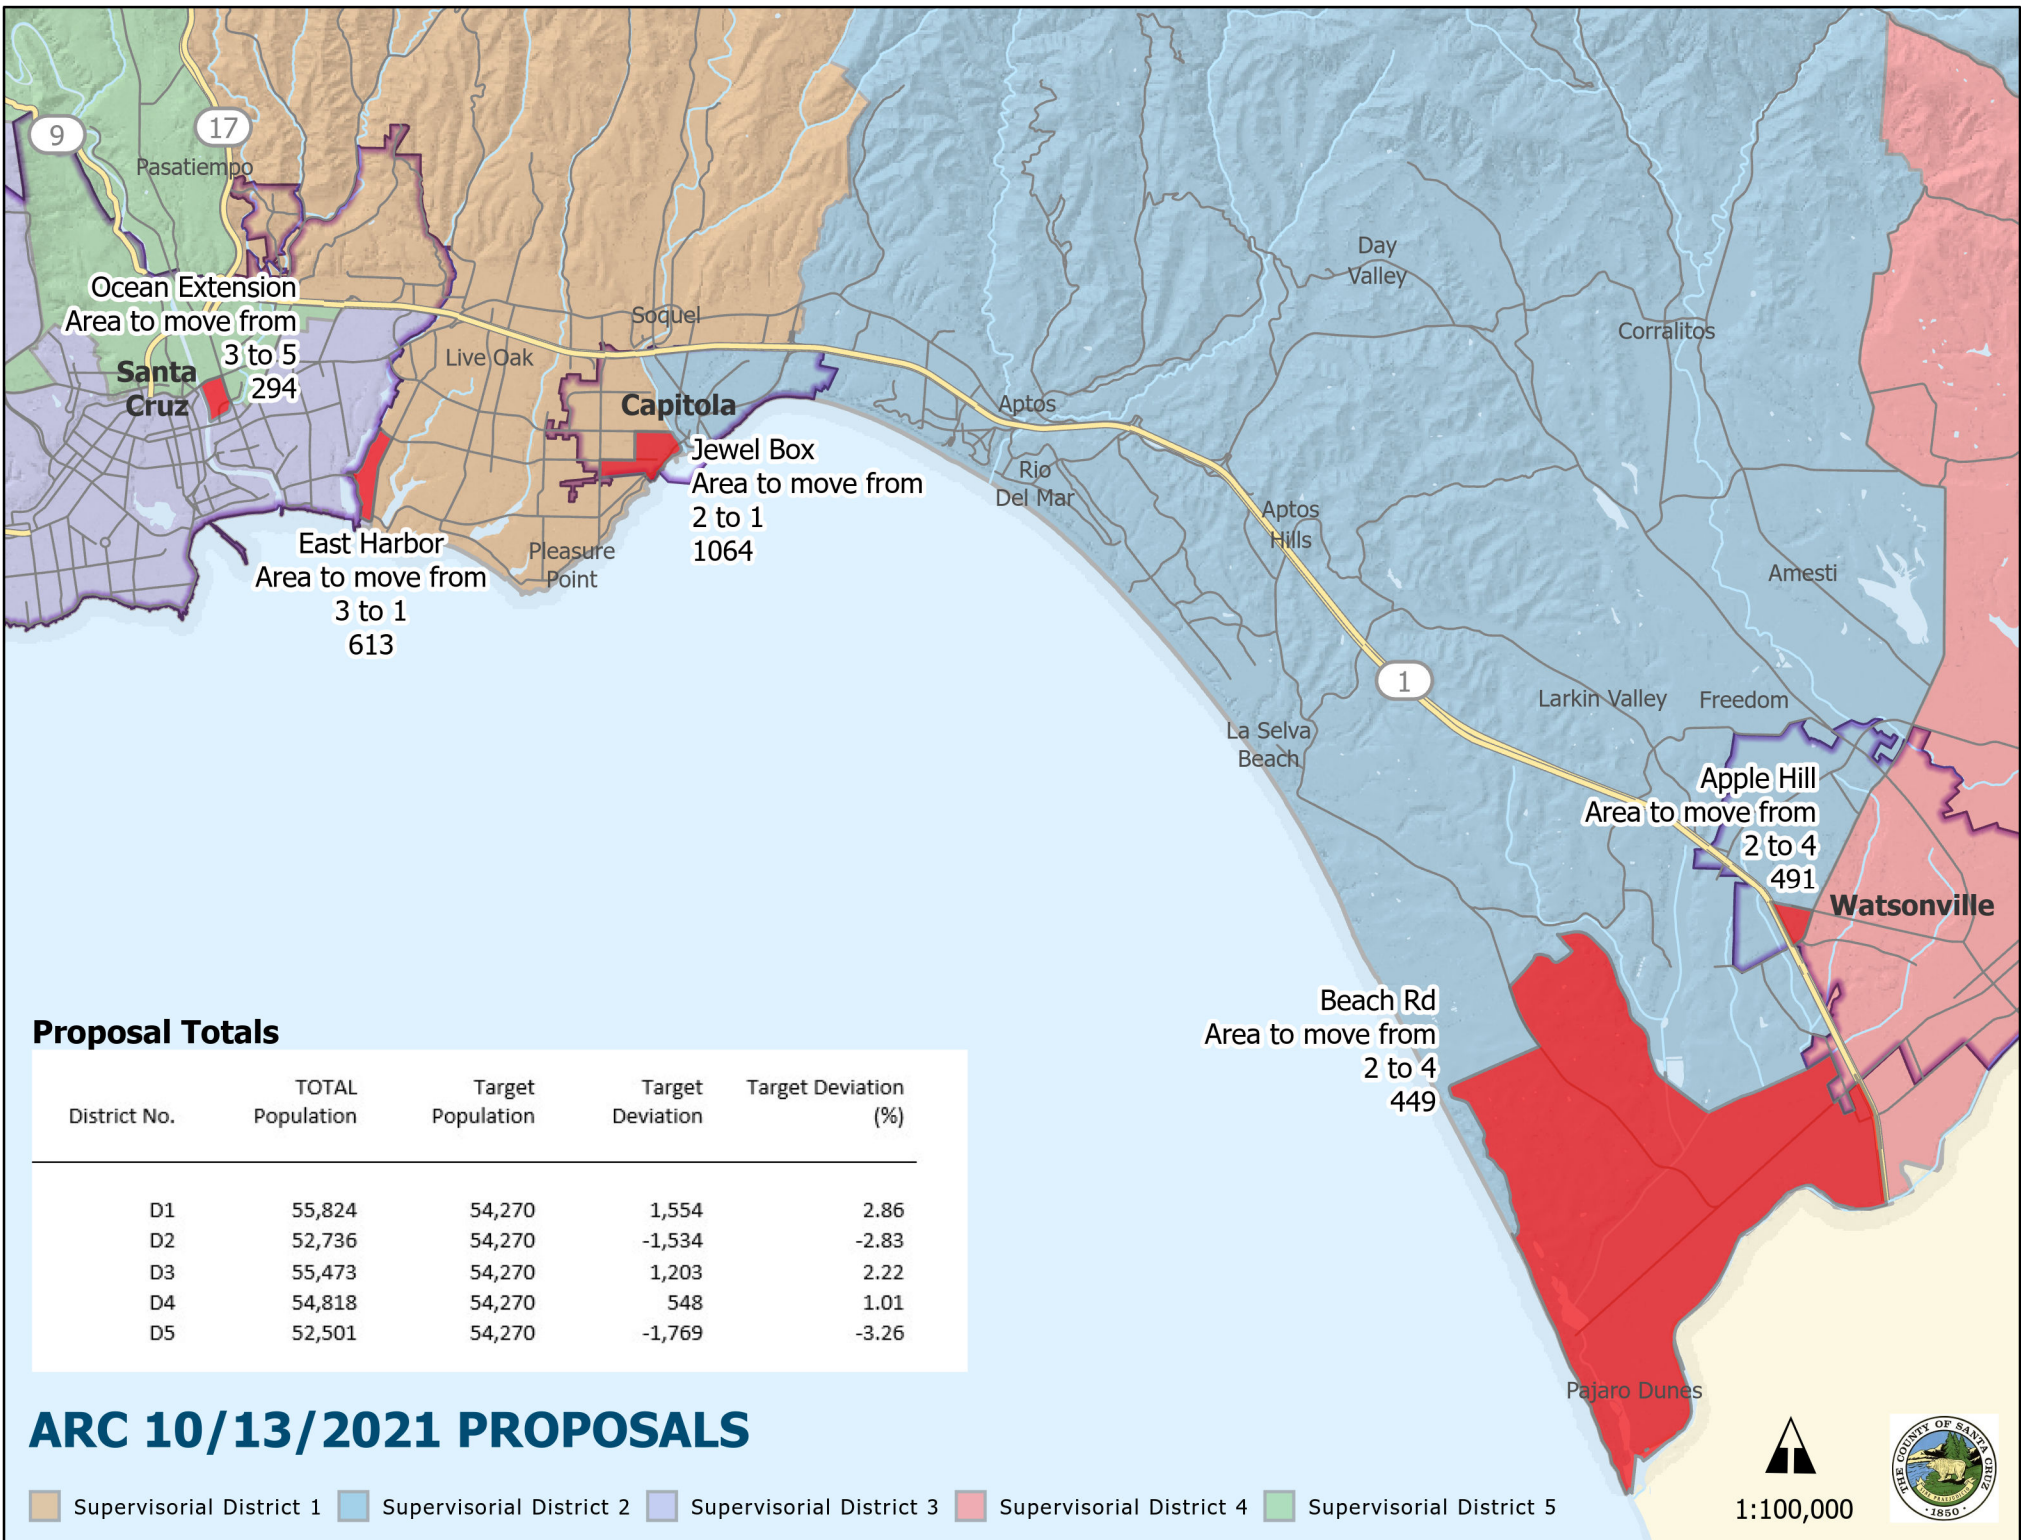 9
17
Pasatiempo
Ocean Extension
Area to move from
3 to 5
294
Santa
Cruz
Soquel
Live Oak
Capitola
Jewel Box
Area to move from
2 to 1
1064
East Harbor
Area to move from
3 to 1
613
Pleasure
Point
Day
Valley
Corralitos
Aptos
Rio
Del Mar
Aptos
Hills
Amesti
1
Larkin Valley
Freedom
La Selva
Beach
Apple Hill
Area to move from
2 to 4
491
Watsonville
Beach Rd
Area to move from
2 to 4
449
Pajaro Dunes
Proposal Totals
District No. TOTAL Population Target Population Target Deviation Target Deviation (%)
D1 55,824 54,270 1,554 2.86
D2 52,736 54,270 -1,534 -2.83
D3 55,473 54,270 1,203 2.22
D4 54,818 54,270 548 1.01
D5 52,501 54,270 -1,769 -3.26
ARC 10/13/2021 PROPOSALS
Supervisorial District 1 Supervisorial District 2 Supervisorial District 3 Supervisorial District 4 Supervisorial District 5
1:100,000
THE COUNTY OF SANTA CRUZ
1850